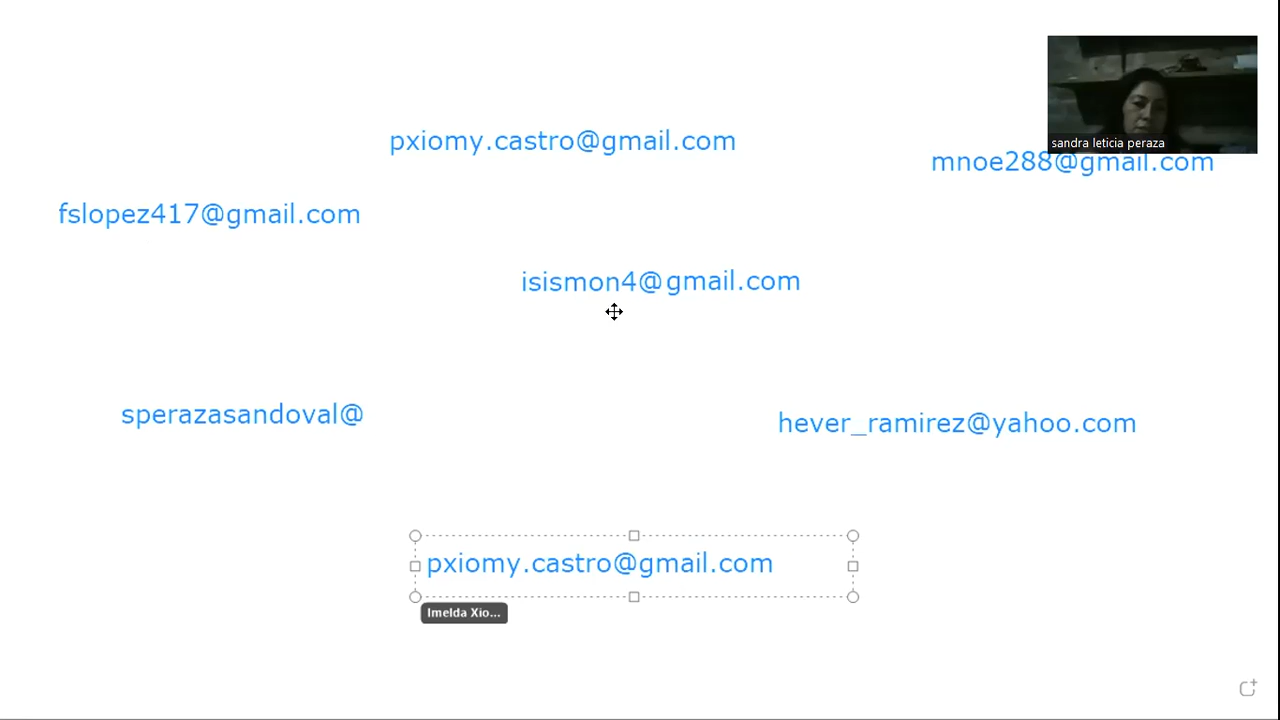 pxiomy.castro@gmail.com
sandra leticia peraza
mnoe288@gmail.com
fslopez417@gmail.com
isismon4@gmail.com
sperazasandoval@
hever_ramirez@yahoo.com
pxiomy.castro@gmail.com
Imelda Xio...